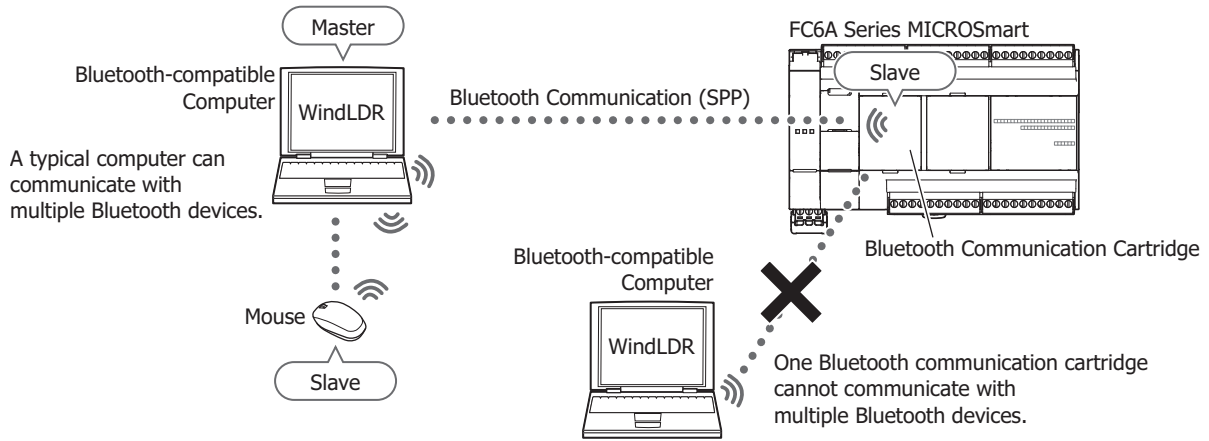 Master
FC6A Series MICROSmart
Bluetooth-compatible
Computer
WindLDR
Bluetooth Communication (SPP)
Slave
A typical computer can
communicate with
multiple Bluetooth devices.
Bluetooth Communication Cartridge
Bluetooth-compatible
Computer
Mouse
WindLDR
Slave
One Bluetooth communication cartridge
cannot communicate with
multiple Bluetooth devices.